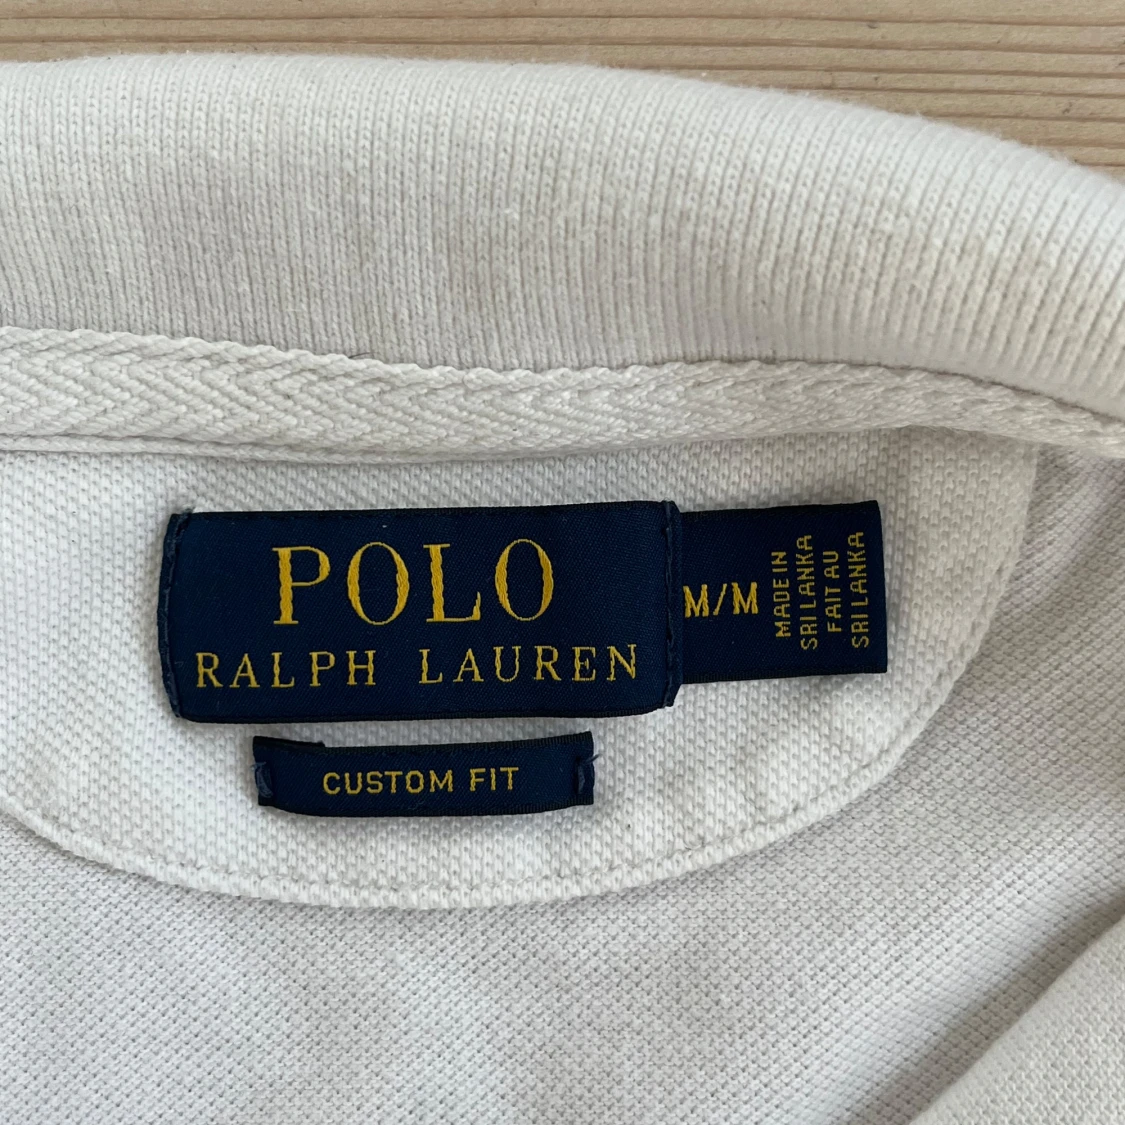 POLO
RALPH LAUREN
M/M
MADE IN
SRI LANKA
FAIT AU
SRI LANKA
CUSTOM FIT